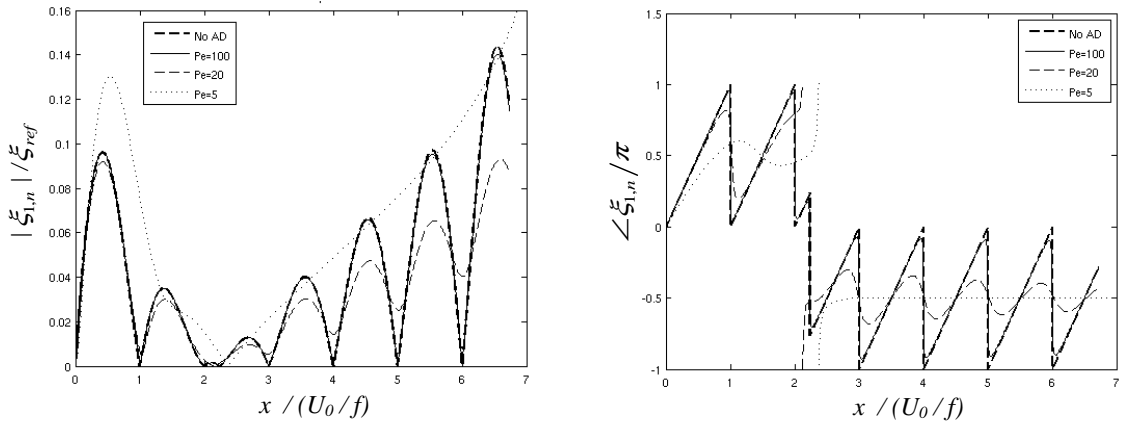 0.16
0.14
0.12
0.1
0.08
0.06
0.04
0.02
0
|ξ1,n|/ξref
No AD
Pe=100
Pe=20
Pe=5
0 1 2 3 4 5 6 7
x /(U0/f)
1.5
1
0.5
0
-0.5
-1
∠ξ1,n/π
No AD
Pe=100
Pe=20
Pe=5
0 1 2 3 4 5 6 7
x /(U0/f)